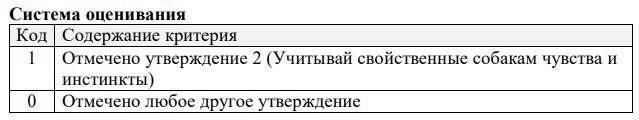 Система оценивания
Код Содержание критерия
1 Отмечено утверждение 2 (Учитывай свойственные собакам чувства и
инстинкты)
0 Отмечено любое другое утверждение